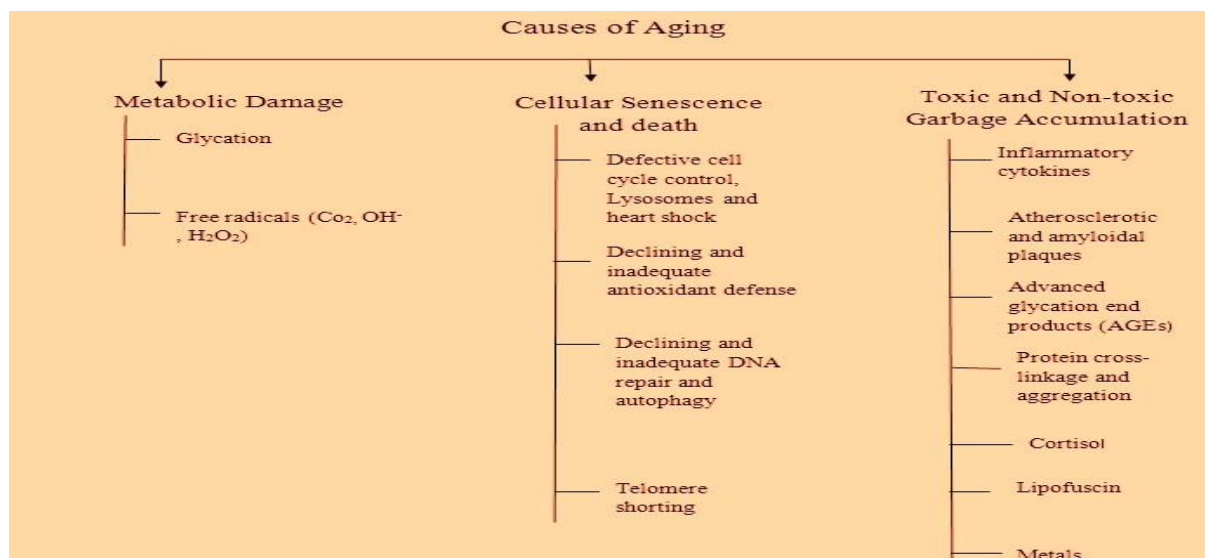 Causes of Aging
Metabolic Damage
Glycation
Free radicals (Co₂, OH⁻
, H₂O₂)
Cellular Senescence
and death
Defective cell
cycle control,
Lysosomes and
heart shock
Declining and
inadequate
antioxidant defense
Declining and
inadequate DNA
repair and
autophagy
Telomere
shorting
Toxic and Non-toxic
Garbage Accumulation
Inflammatory
cytokines
Atherosclerotic
and amyloidal
plaques
Advanced
glycation end
products (AGEs)
Protein cross-
linkage and
aggregation
Cortisol
Lipofuscin
Metals